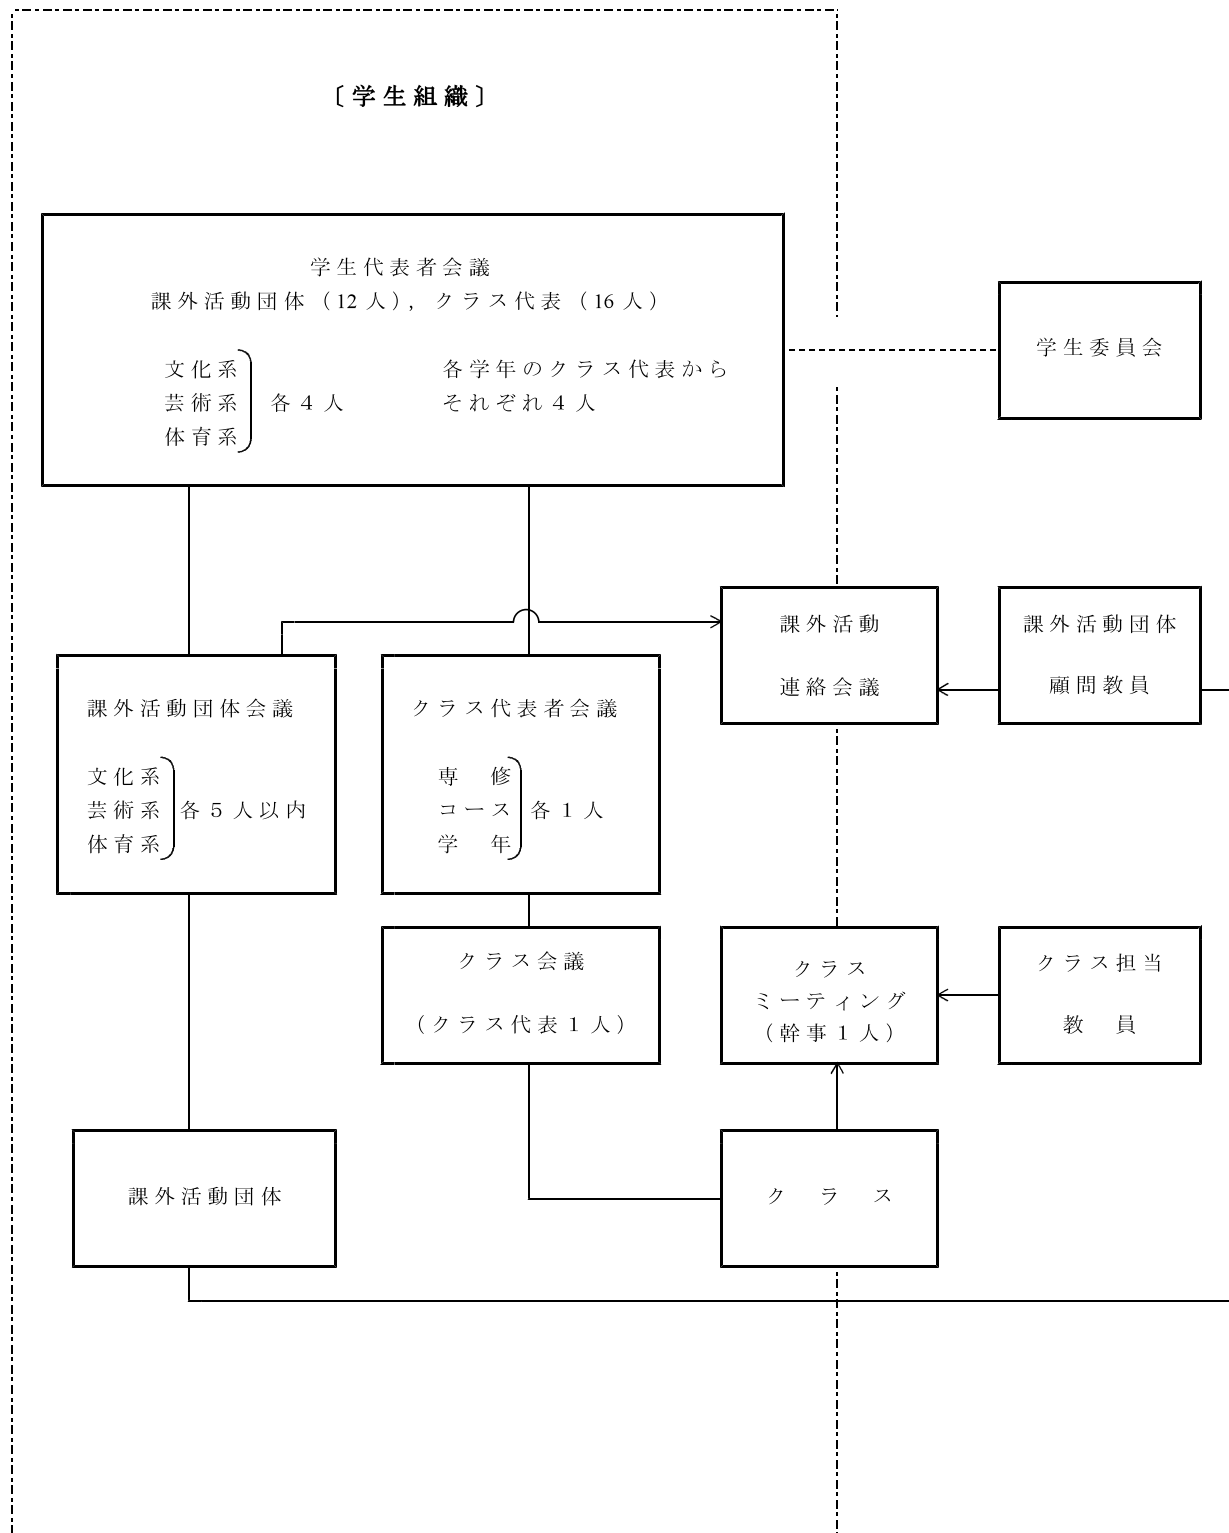 〔学生組織〕
学生代表者会議
課外活動団体（12人），クラス代表（16人）
文化系
芸術系
体育系
各4人
各学年のクラス代表から
それぞれ4人
学生委員会
課外活動
連絡会議
課外活動団体
顧問教員
課外活動団体会議
文化系
芸術系
体育系
各5人以内
クラス代表者会議
専　修
コース
学　年
各1人
クラス会議
（クラス代表1人）
クラス
ミーティング
（幹事1人）
クラス担当
教　員
課外活動団体
ク　ラ　ス